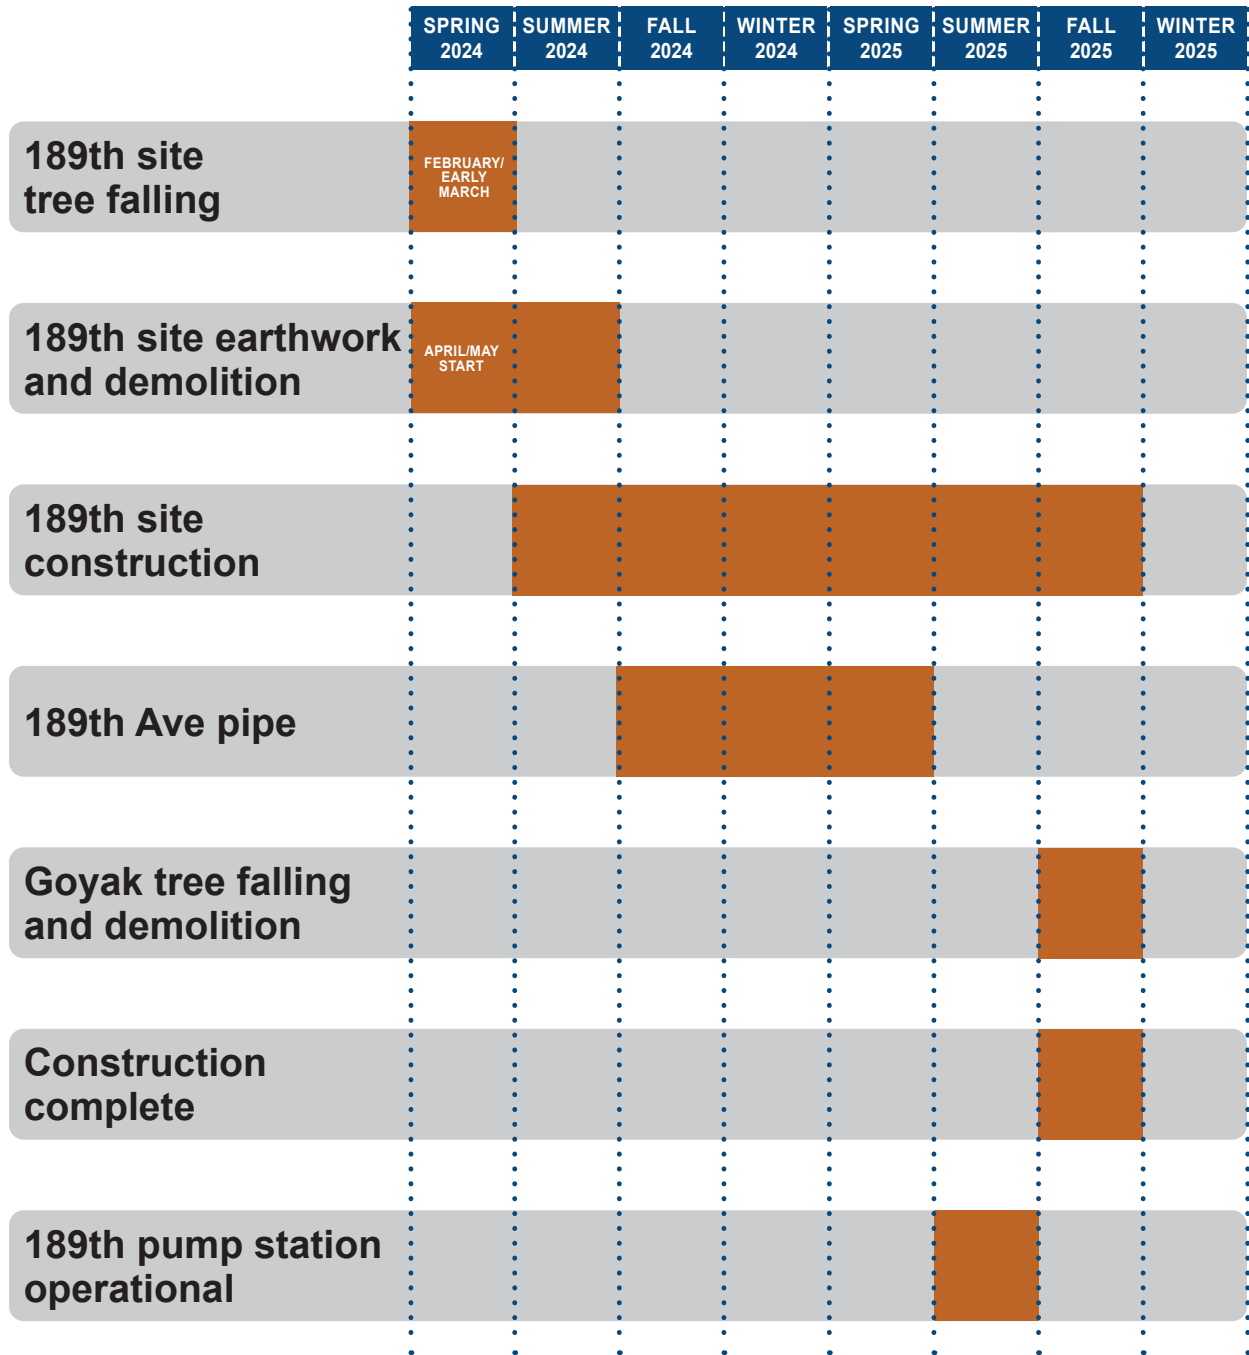 SPRING SUMMER FALL WINTER SPRING SUMMER FALL WINTER
2024 2024 2024 2024 2025 2025 2025 2025
189th site
tree falling
FEBRUARY/
EARLY
MARCH
189th site earthwork
and demolition
APRIL/MAY
START
189th site
construction
189th Ave pipe
Goyak tree falling
and demolition
Construction
complete
189th pump station
operational